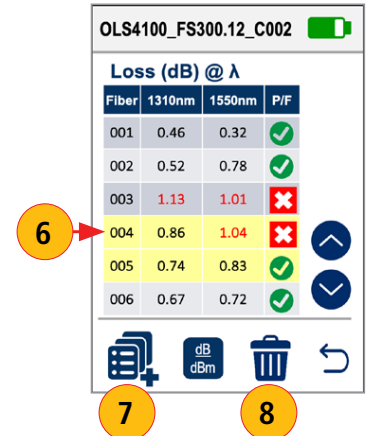 OLS4100_FS300.12_C002
Loss (dB) @ λ
Fiber 1310nm 1550nm P/F
001 0.46 0.32
002 0.52 0.78
003 1.13 1.01
6 004 0.86 1.04
005 0.74 0.83
006 0.67 0.72
dB
dBm
7 8